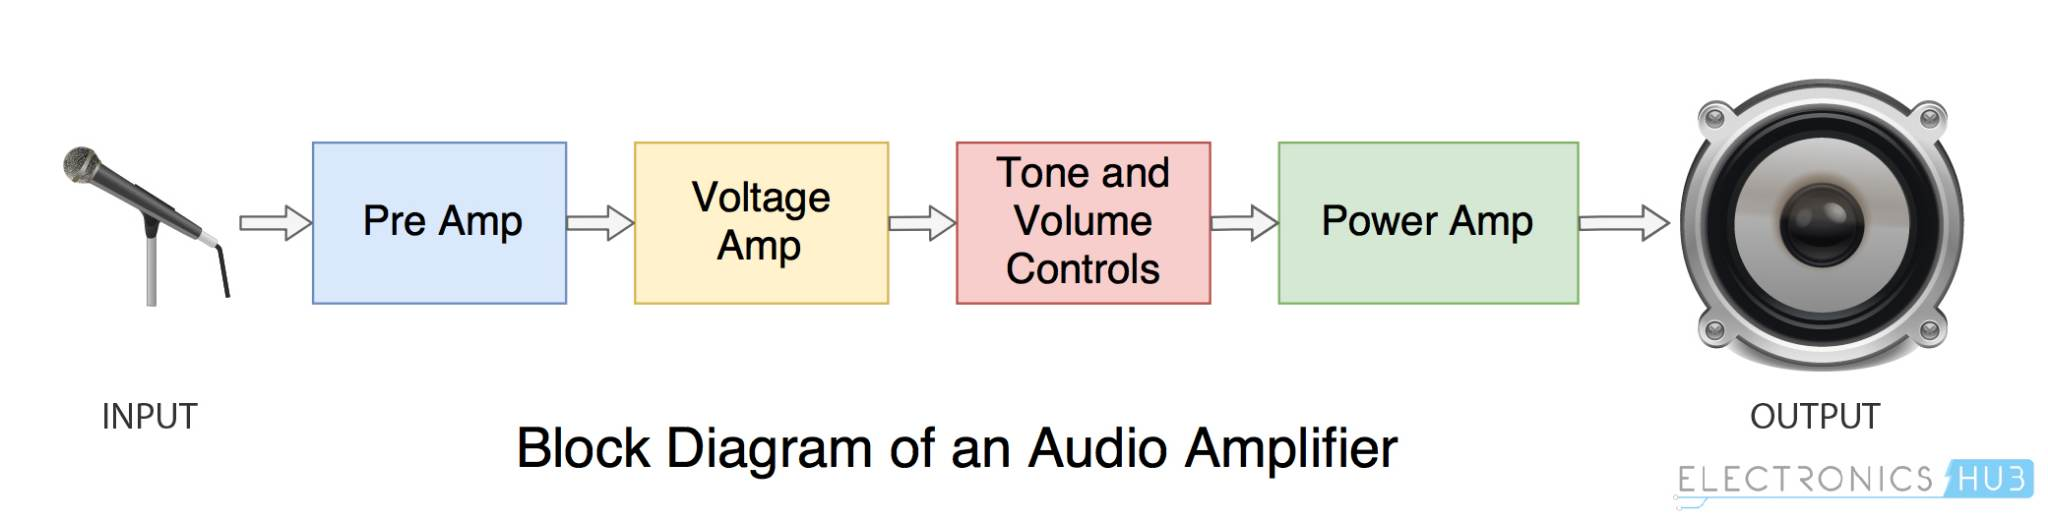 Pre Amp
Voltage
Amp
Tone and
Volume
Controls
Power Amp
INPUT
OUTPUT
Block Diagram of an Audio Amplifier
ELECTRONICS HUB